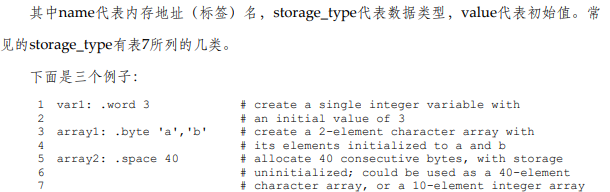 其中name代表内存地址（标签）名，storage_type代表数据类型，value代表初始值。常
见的storage_type有表7所列的几类。
下面是三个例子：
1 var1: .word 3 # create a single integer variable with
2 # an initial value of 3
3 array1: .byte 'a','b' # create a 2-element character array with
4 # its elements initialized to a and b
5 array2: .space 40 # allocate 40 consecutive bytes, with storage
6 # uninitialized; could be used as a 40-element
7 # character array, or a 10-element integer array